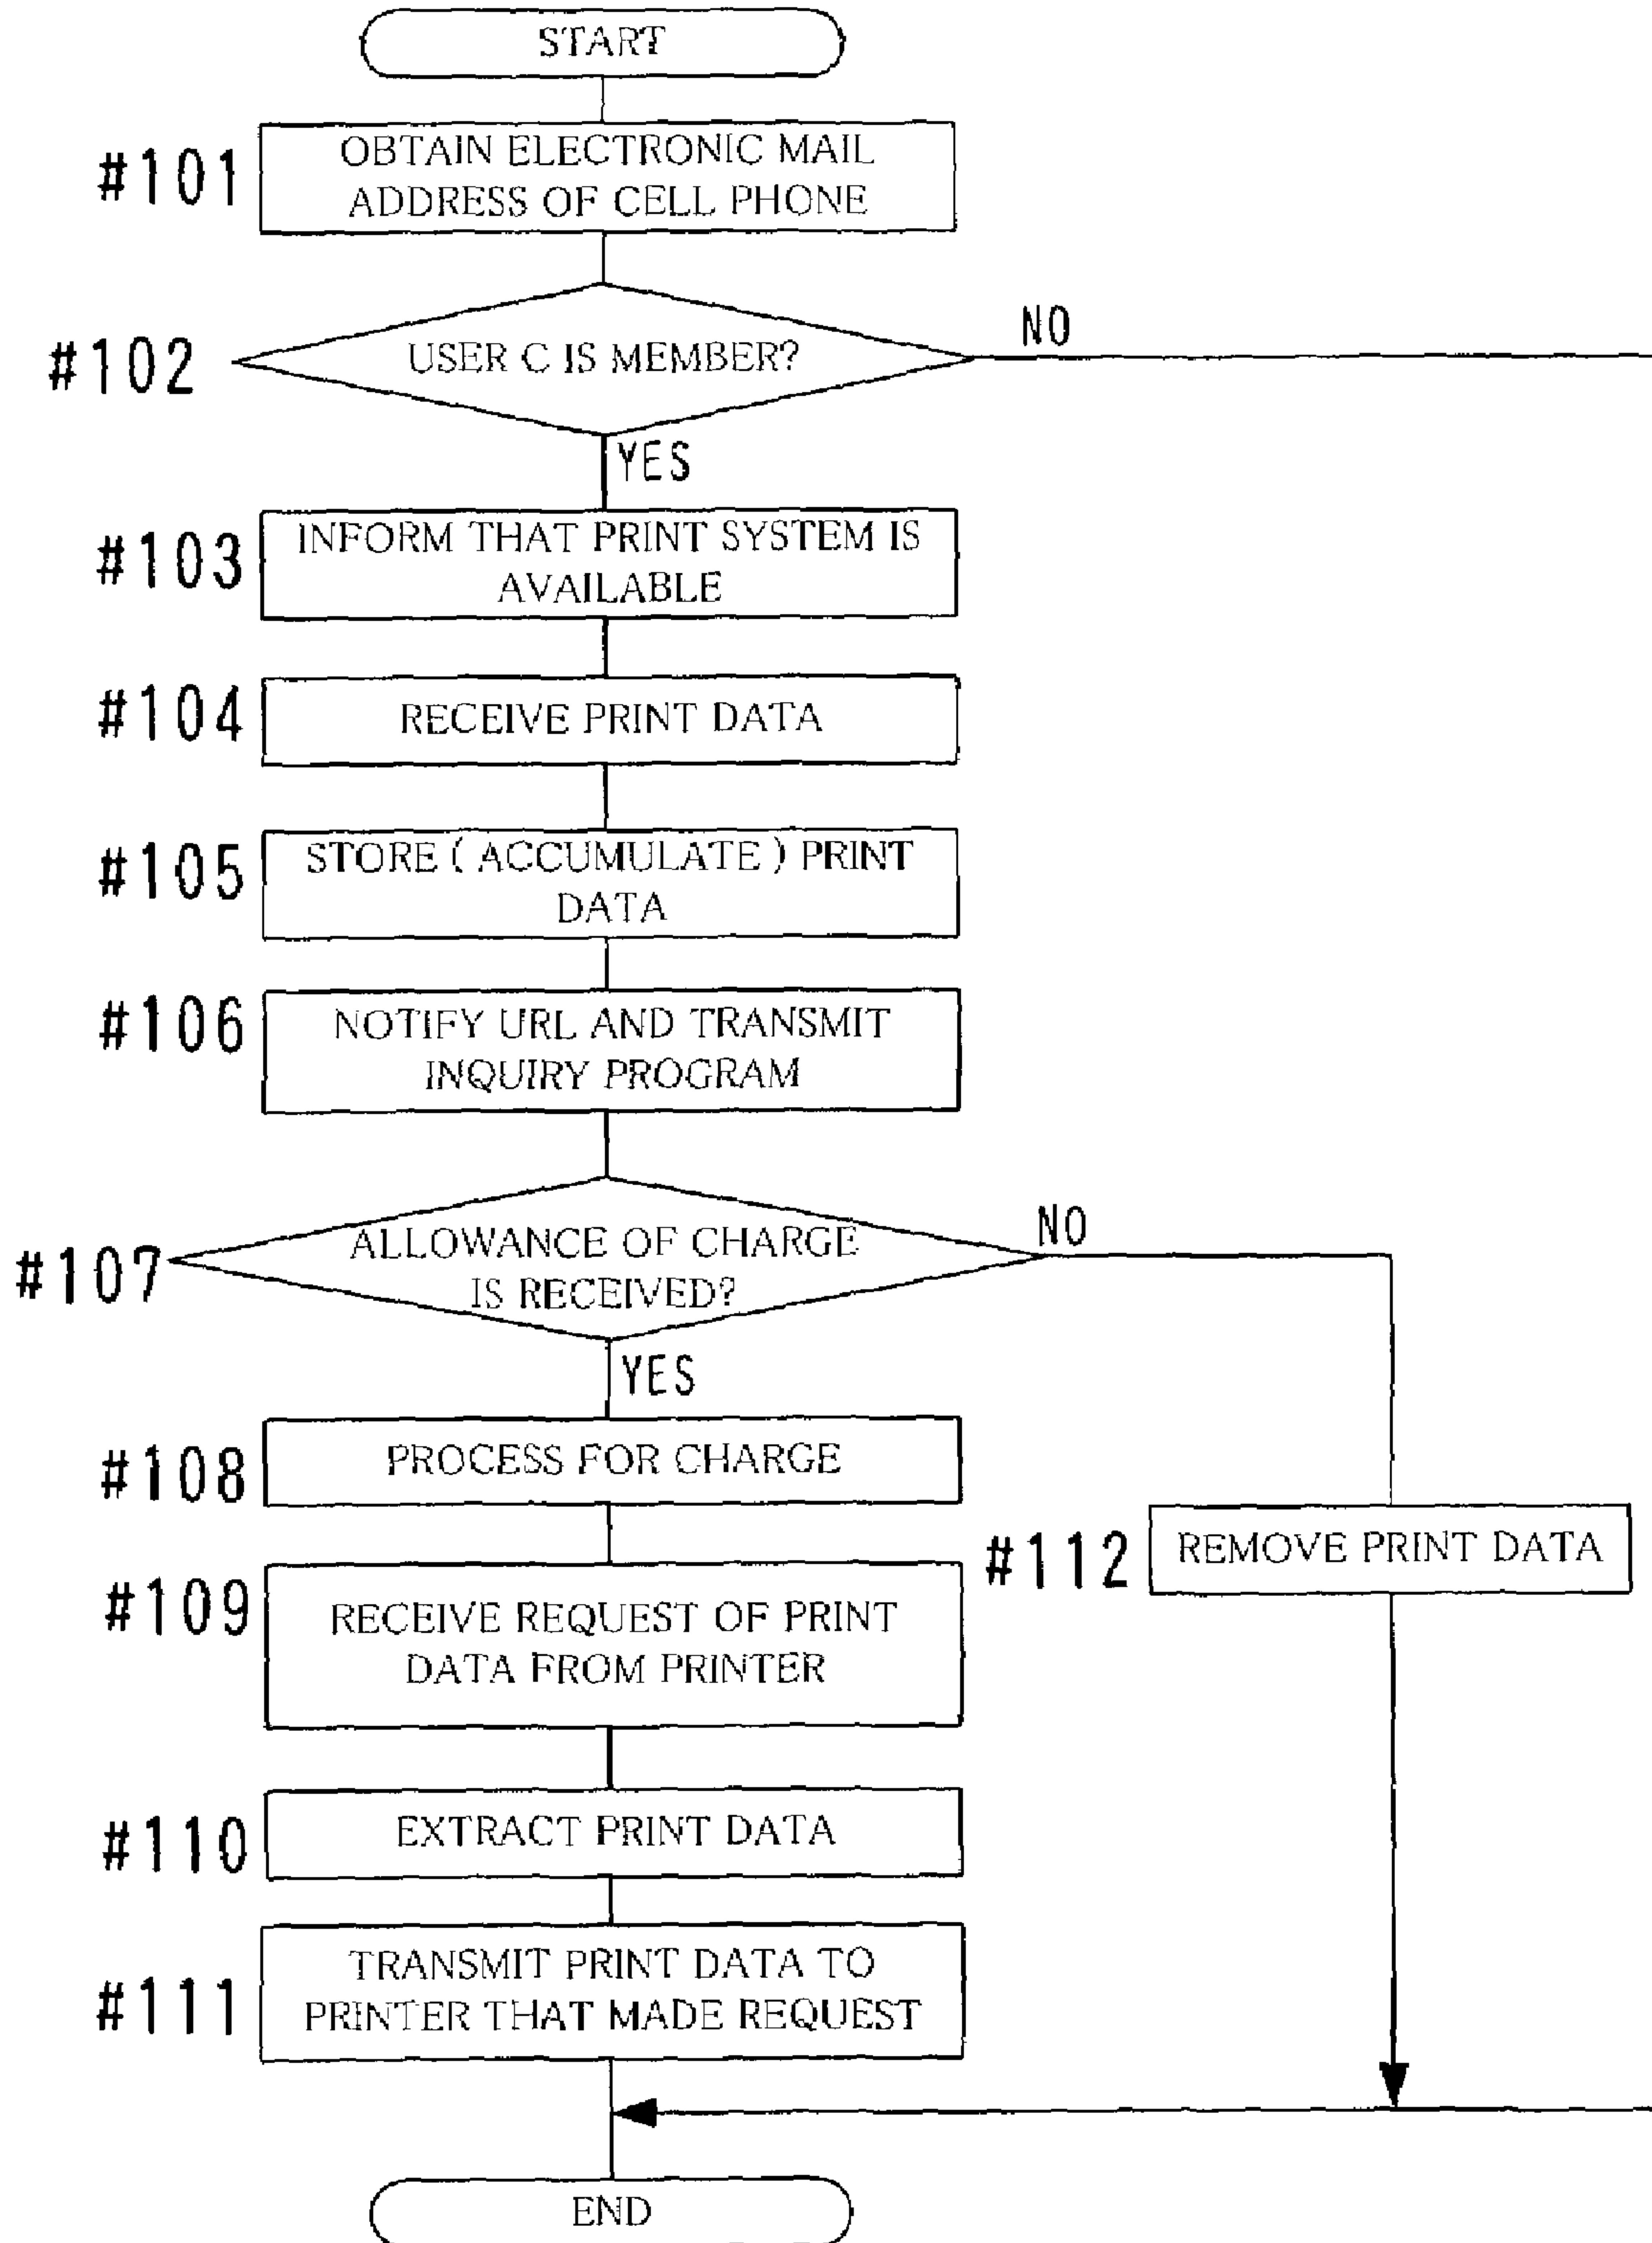 START
#101
OBTAIN ELECTRONIC MAIL
ADDRESS OF CELL PHONE
#102
USER C IS MEMBER?
NO
YES
#103
INFORM THAT PRINT SYSTEM IS
AVAILABLE
#104
RECEIVE PRINT DATA
#105
STORE ( ACCUMULATE ) PRINT
DATA
#106
NOTIFY URL AND TRANSMIT
INQUIRY PROGRAM
#107
ALLOWANCE OF CHARGE
IS RECEIVED?
NO
YES
#108
PROCESS FOR CHARGE
#112
REMOVE PRINT DATA
#109
RECEIVE REQUEST OF PRINT
DATA FROM PRINTER
#110
EXTRACT PRINT DATA
#111
TRANSMIT PRINT DATA TO
PRINTER THAT MADE REQUEST
END